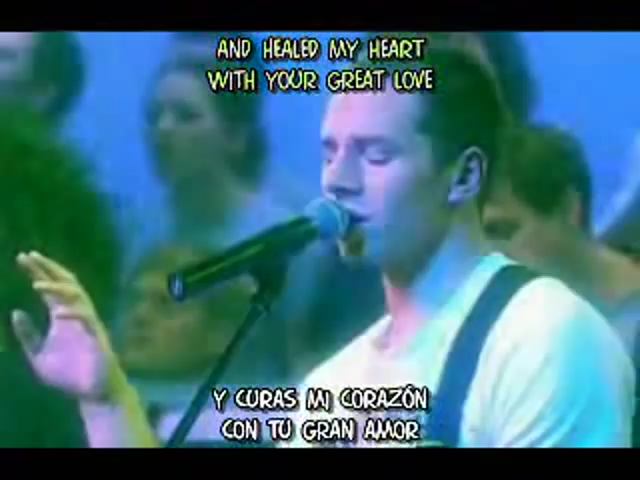 AND HEALED MY HEART
WITH YOUR GREAT LOVE
Y CURAS MI CORAZÓN
CON TU GRAN AMOR